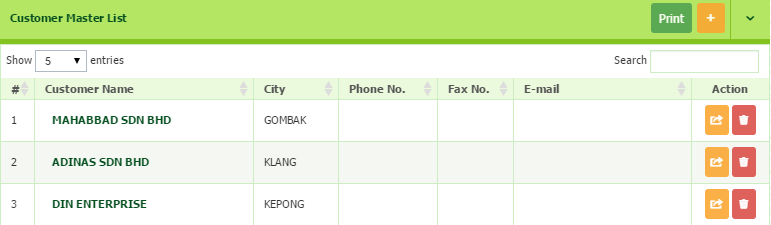 Customer Master List Print +
Show 5 entries Search
# Customer Name City Phone No. Fax No. E-mail Action
1 MAHABBAD SDN BHD GOMBAK
2 ADINAS SDN BHD KLANG
3 DIN ENTERPRISE KEPONG